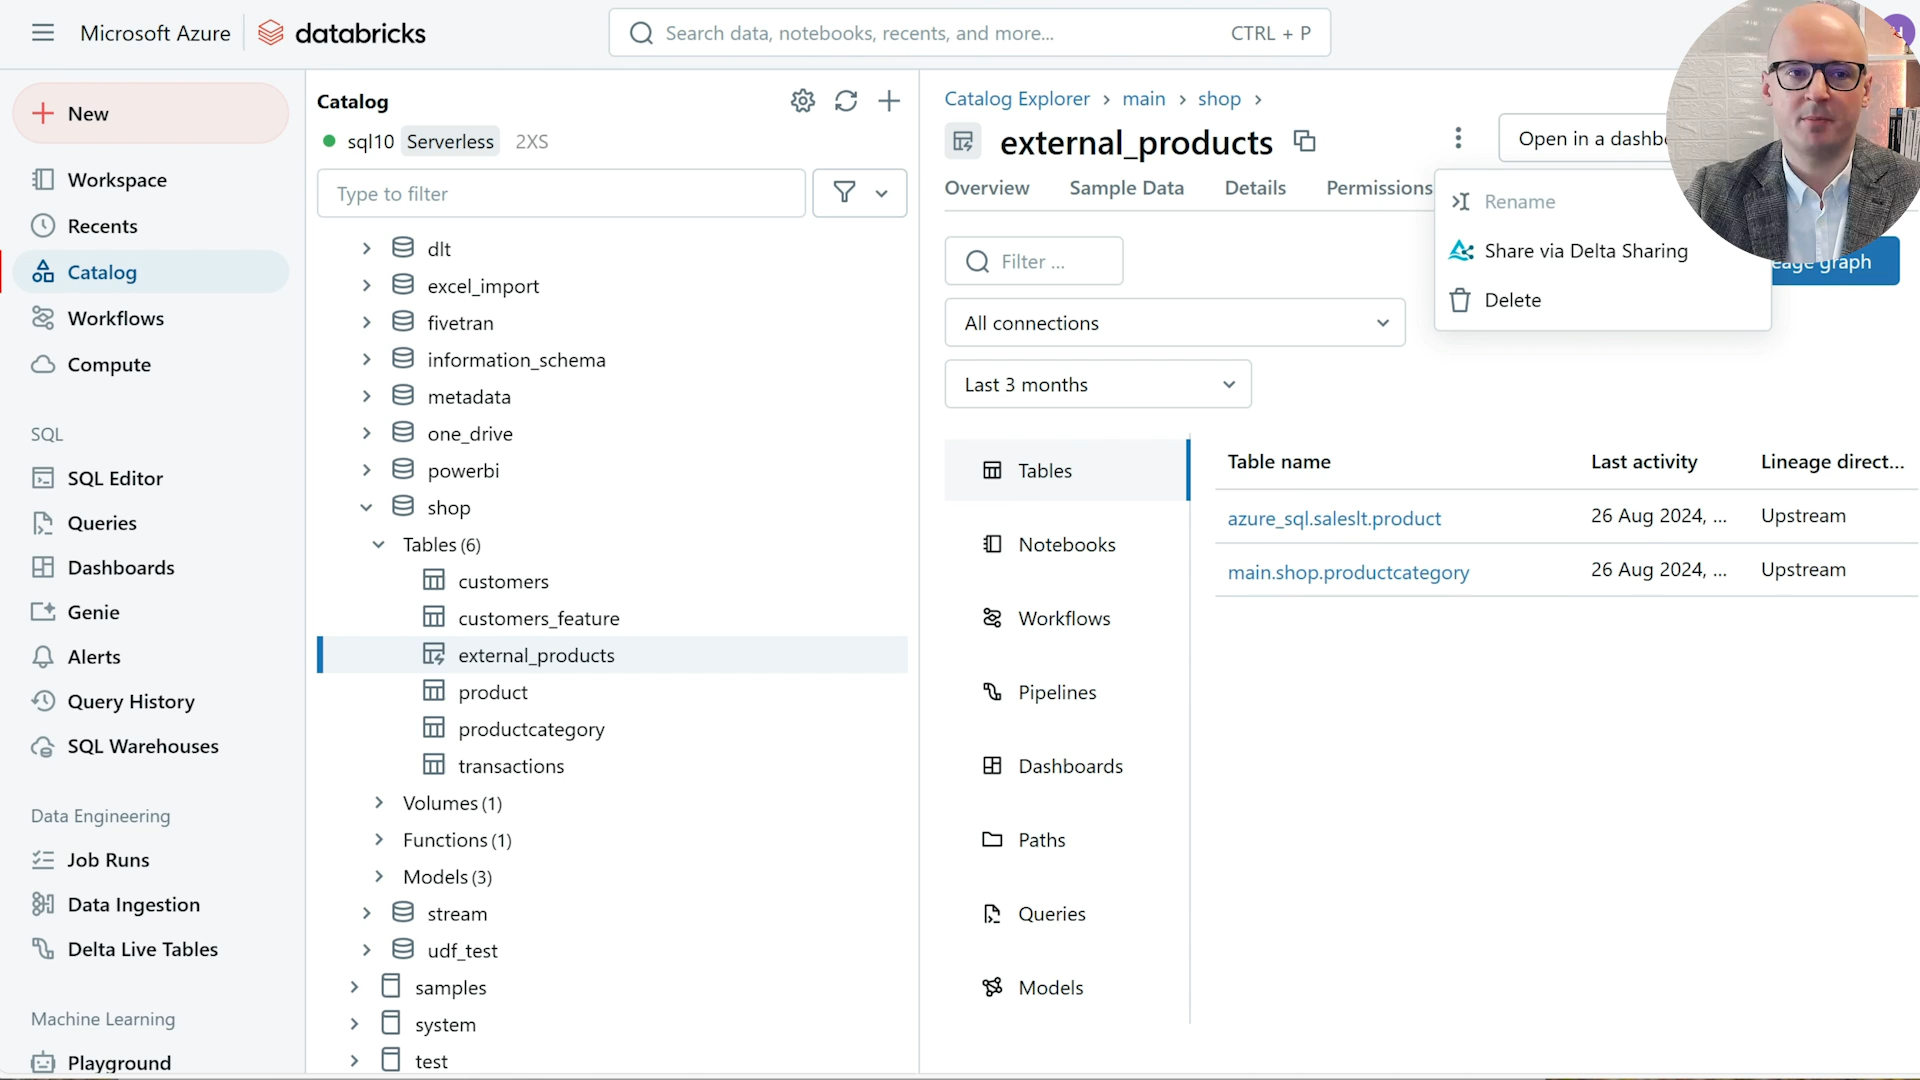 Microsoft Azure
databricks
Search data, notebooks, recents, and more...
CTRL + P
New
Workspace
Recents
Catalog
Workflows
Compute
SQL
SQL Editor
Queries
Dashboards
Genie
Alerts
Query History
SQL Warehouses
Data Engineering
Job Runs
Data Ingestion
Delta Live Tables
Machine Learning
Playground
Catalog
sql10 Serverless 2XS
Type to filter
dlt
excel_import
fivetran
information_schema
metadata
one_drive
powerbi
shop
Tables (6)
customers
customers_feature
external_products
product
productcategory
transactions
Volumes (1)
Functions (1)
Models (3)
stream
udf_test
samples
system
test
Catalog Explorer > main > shop >
external_products
Open in a dashbo
Overview Sample Data Details Permissions
Rename
Share via Delta Sharing
Delete
Filter ...
graph
All connections
Last 3 months
Tables
Notebooks
Workflows
Pipelines
Dashboards
Paths
Queries
Models
Table name Last activity Lineage direct...
azure_sql.saleslt.product 26 Aug 2024, ... Upstream
main.shop.productcategory 26 Aug 2024, ... Upstream